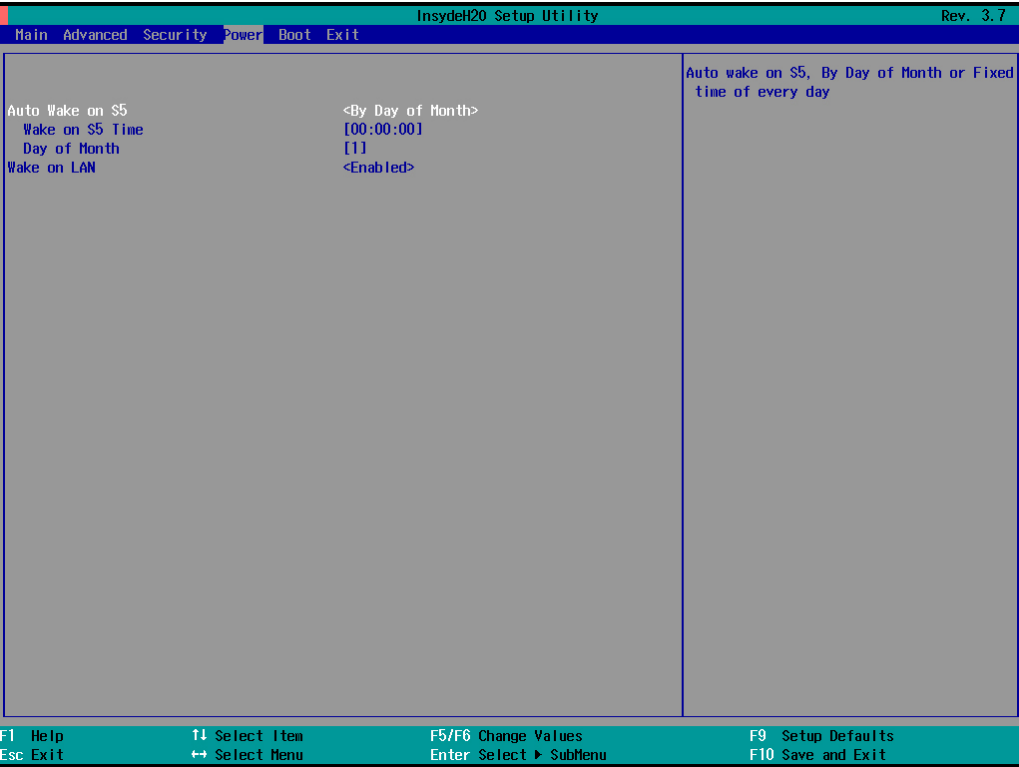 InsydeH20 Setup Utility Rev. 3.7
Main Advanced Security Power Boot Exit
Auto wake on S5, By Day of Month or Fixed
time of every day
Auto Wake on S5 <By Day of Month>
Wake on S5 Time [00:00:00]
Day of Month [1]
Wake on LAN <Enabled>
F1 Help ↑↓ Select Item F5/F6 Change Values F9 Setup Defaults
Esc Exit ↔ Select Menu Enter Select ▶ SubMenu F10 Save and Exit